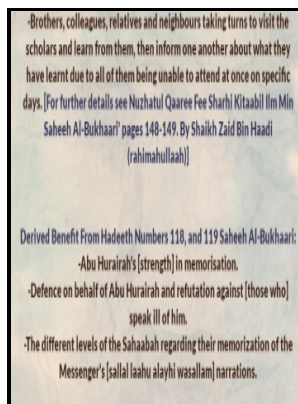 -Brothers, colleagues, relatives and neighbours taking turns to visit the
scholars and learn from them, then inform one another about what they
have learnt due to all of them being unable to attend at once on specific
days. [For further details see Nuzhatul Qaaree Fee Sharhi Kitaabil Ilm Min
Saheeh Al-Bukhaari' pages 148-149. By Shaikh Zaid Bin Haadi
(rahimahullaah)]
Derived Benefit From Hadeeth Numbers 118, and 119 Saheeh Al-Bukhaari:
-Abu Hurairah's [strength] in memorisation.
-Defence on behalf of Abu Hurairah and refutation against [those who]
speak ill of him.
-The different levels of the Sahaabah regarding their memorization of the
Messenger's [sallal laahu alayhi wasallam] narrations.